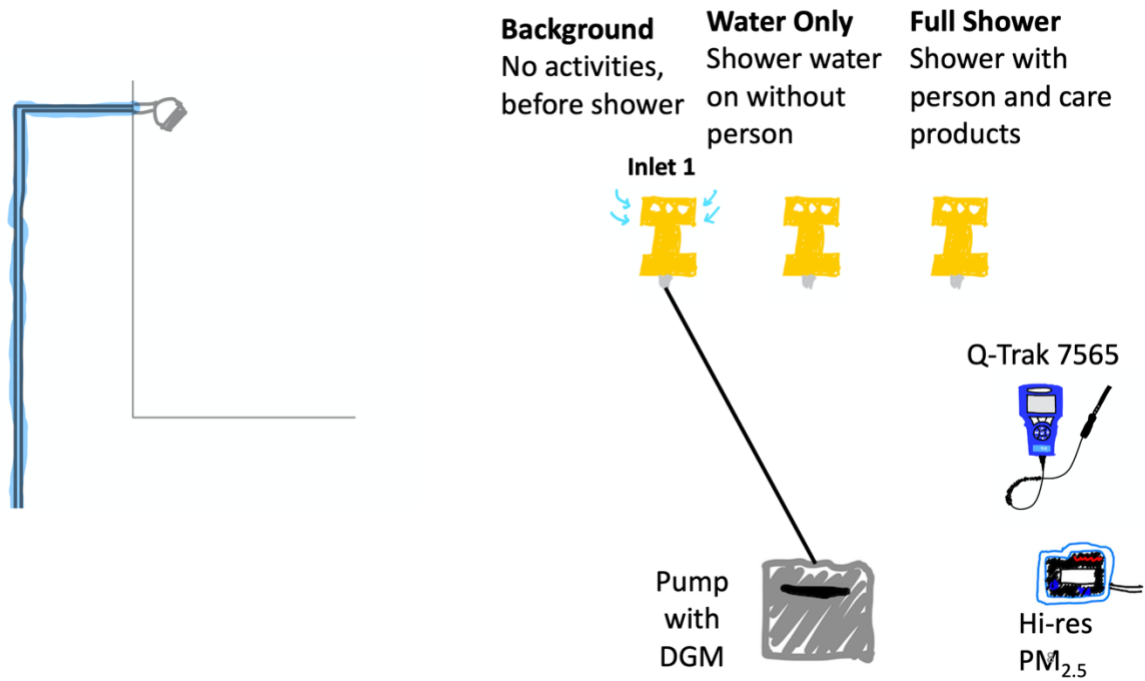 Background
No activities,
before shower
Water Only
Shower water
on without
person
Full Shower
Shower with
person and care
products
Inlet 1
Q-Trak 7565
Pump
with
DGM
Hi-res
PM2.5